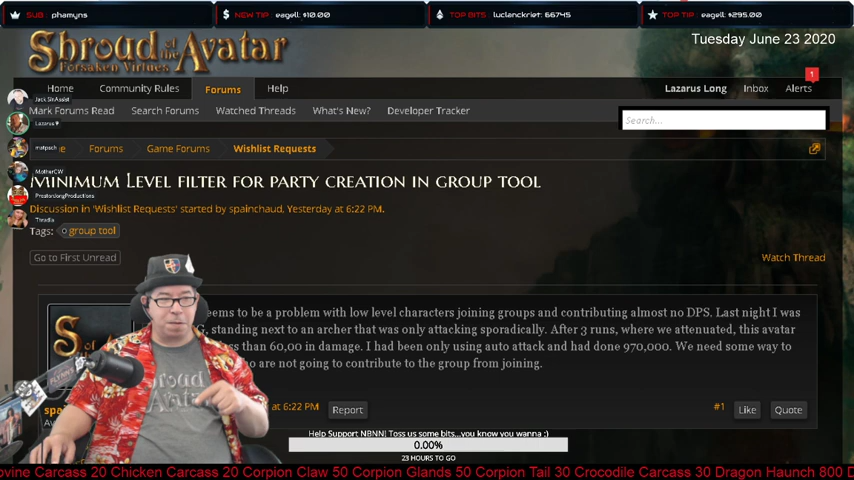 SUB: phamyns
NEW TIP: eagell: $10.00
TOP BITS: luclanckriet: 66745
TOP TIP: eagell: $295.00
Shroud of the Avatar
Forsaken Virtues
Tuesday June 23 2020
Home Community Rules Forums Help
Lazarus Long Inbox Alerts 1
Jack SirAssist
Mark Forums Read Search Forums Watched Threads What's New? Developer Tracker
Search...
Lazarus
matpach
Forums Game Forums Wishlist Requests
MotherCW
Minimum Level filter for party creation in group tool
PrestonlongProductions
Discussion in 'Wishlist Requests' started by spainchaud, Yesterday at 6:22 PM.
Thradia
Tags: group tool
Go to First Unread
Watch Thread
eems to be a problem with low level characters joining groups and contributing almost no DPS. Last night I was
G, standing next to an archer that was only attacking sporadically. After 3 runs, where we attenuated, this avatar
ss than 60,00 in damage. I had been only using auto attack and had done 970,000. We need some way to
o are not going to contribute to the group from joining.
spa
at 6:22 PM Report
#1 Like Quote
Help Support NBNN! Toss us some bits...you know you wanna ;)
0.00%
23 HOURS TO GO
ovine Carcass 20 Chicken Carcass 20 Corpion Claw 50 Corpion Glands 50 Corpion Tail 30 Crocodile Carcass 30 Dragon Haunch 800 D